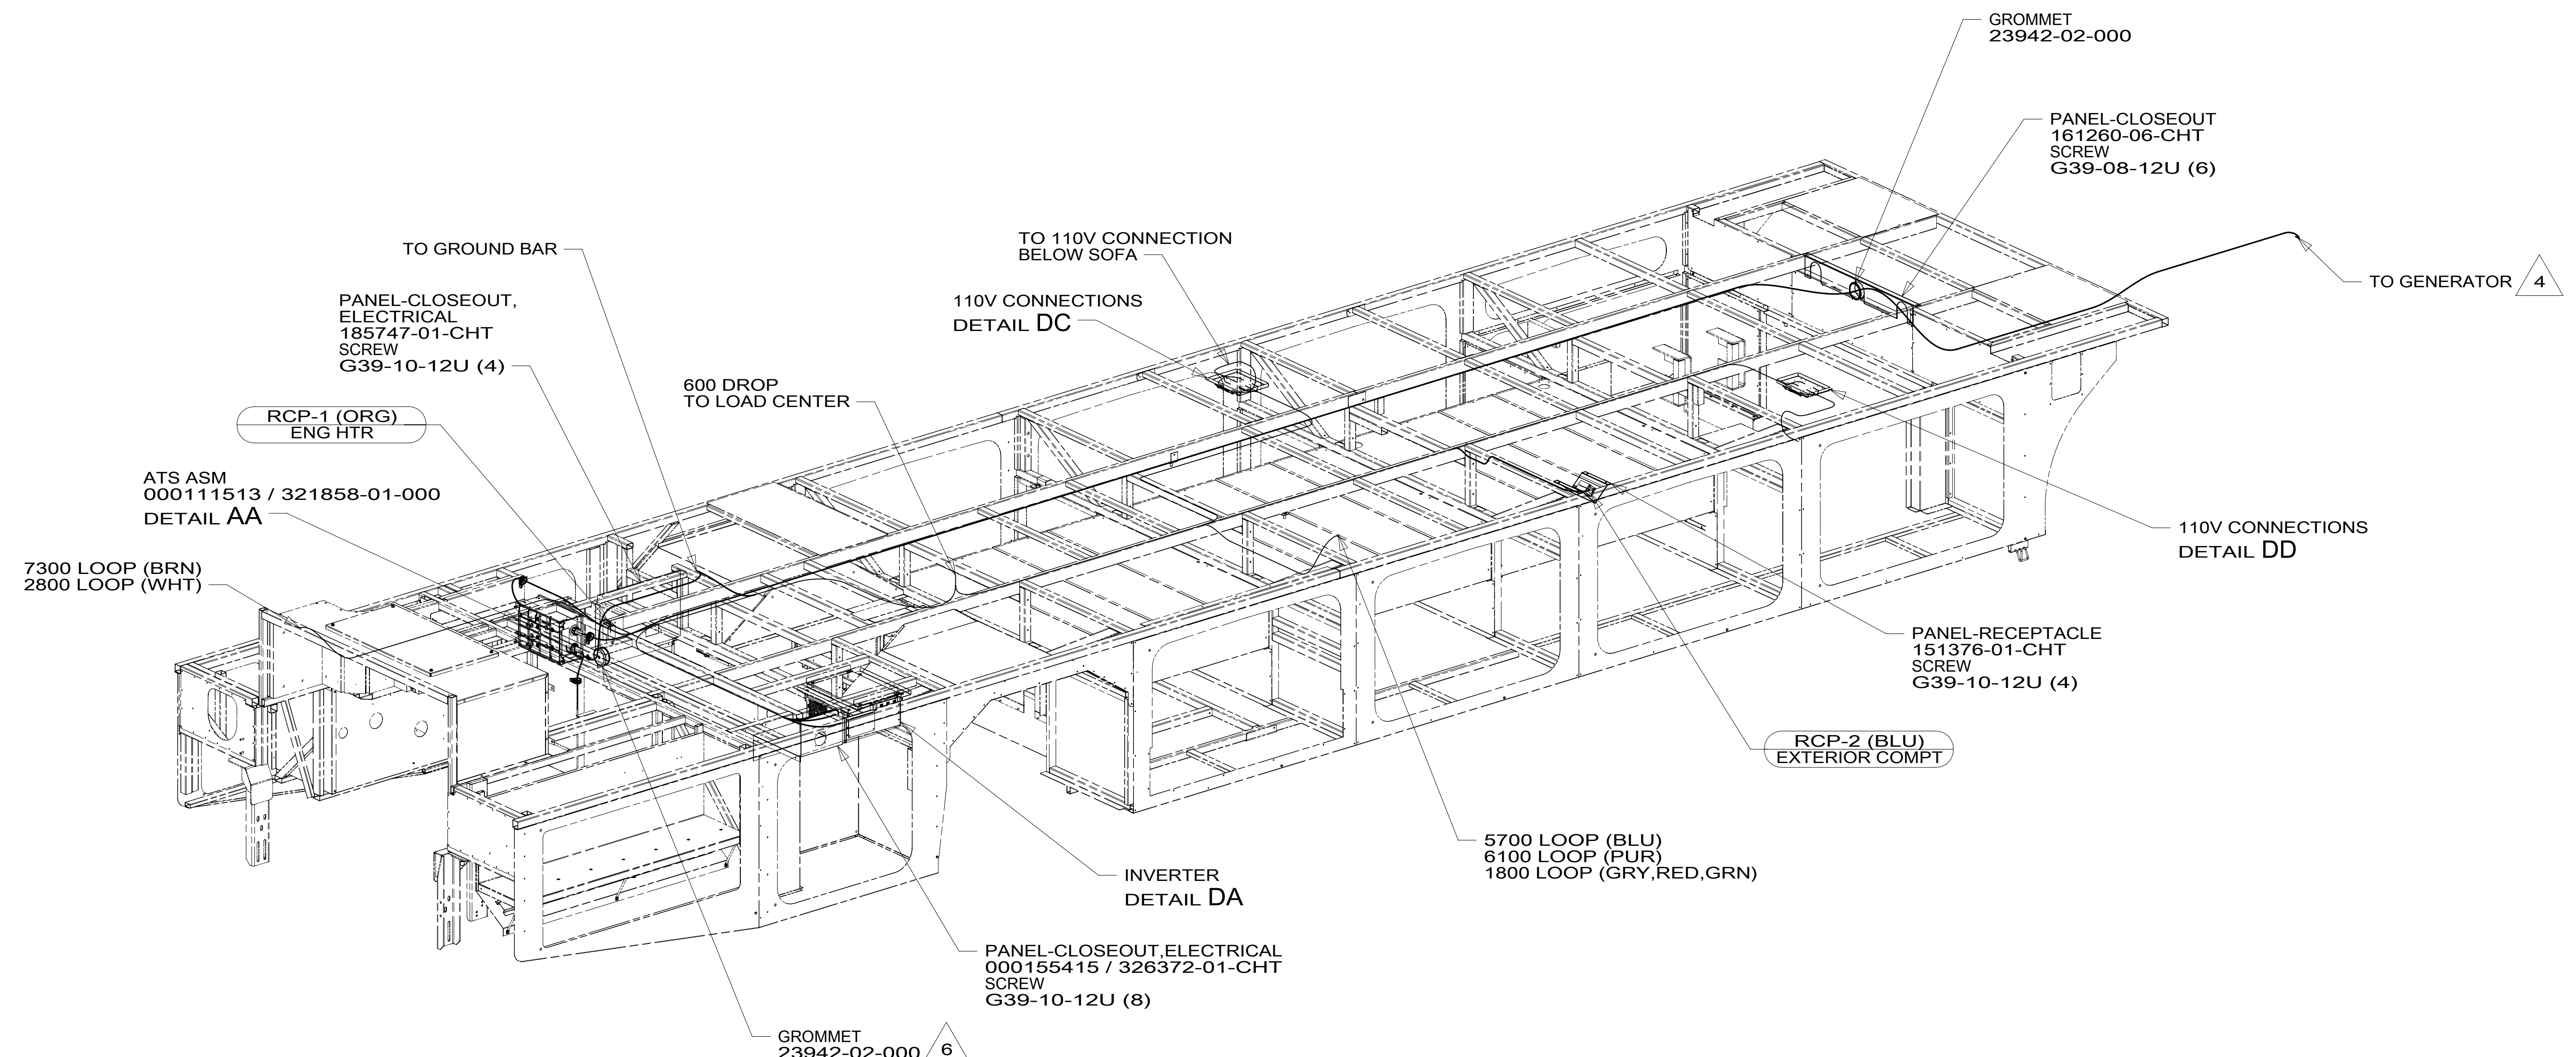 GROMMET
23942-02-000
PANEL-CLOSEOUT
161260-06-CHT
SCREW
G39-08-12U (6)
TO GENERATOR 4
TO GROUND BAR
TO 110V CONNECTION
BELOW SOFA
110V CONNECTIONS
DETAIL DC
PANEL-CLOSEOUT,
ELECTRICAL
185747-01-CHT
SCREW
G39-10-12U (4)
600 DROP
TO LOAD CENTER
RCP-1 (ORG)
ENG HTR
ATS ASM
000111513 / 321858-01-000
DETAIL AA
7300 LOOP (BRN)
2800 LOOP (WHT)
110V CONNECTIONS
DETAIL DD
PANEL-RECEPTACLE
151376-01-CHT
SCREW
G39-10-12U (4)
RCP-2 (BLU)
EXTERIOR COMPT
5700 LOOP (BLU)
6100 LOOP (PUR)
1800 LOOP (GRY,RED,GRN)
INVERTER
DETAIL DA
PANEL-CLOSEOUT,ELECTRICAL
000155415 / 326372-01-CHT
SCREW
G39-10-12U (8)
GROMMET
23942-02-000 6